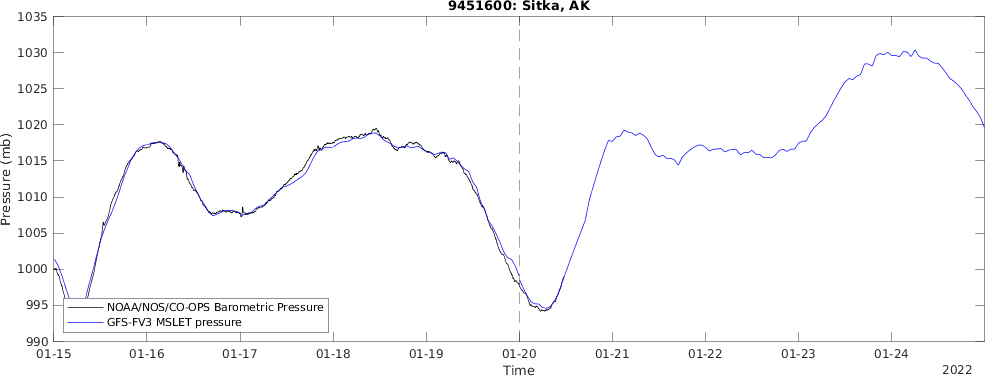 9451600: Sitka, AK
Pressure (mb)
1035
1030
1025
1020
1015
1010
1005
1000
995
990
NOAA/NOS/CO-OPS Barometric Pressure
GFS-FV3 MSLET pressure
01-15 01-16 01-17 01-18 01-19 01-20 01-21 01-22 01-23 01-24
Time
2022